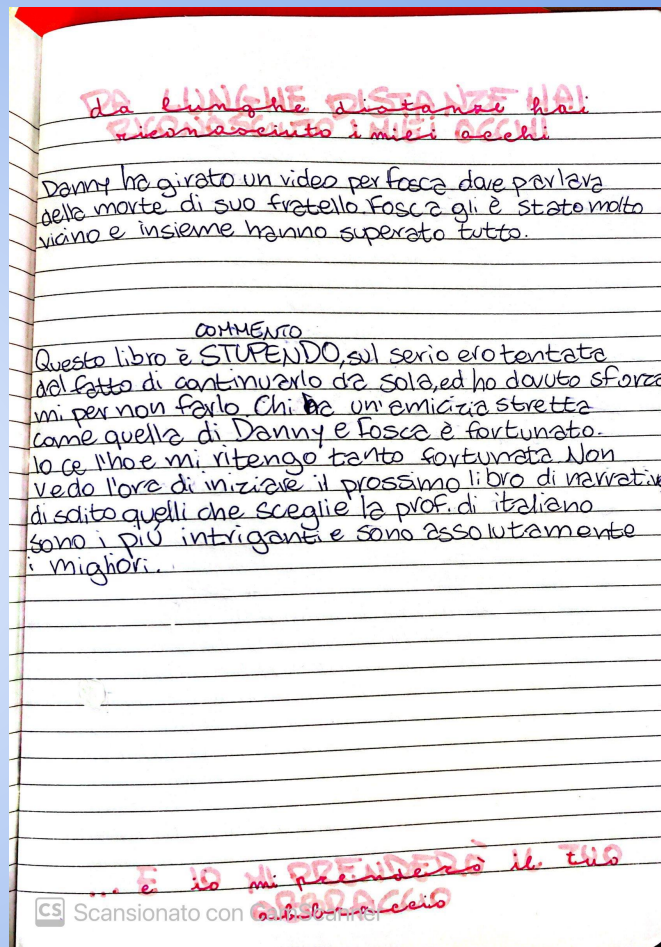 da lunghe distanze hai
riconosciuto i miei occhi
Danny ha girato un video per fosca dove parlava
della morte di suo fratello. Fosca gli è stato molto
vicino e insieme hanno superato tutto.
COMMENTO
Questo libro è STUPENDO, sul serio ero tentata
dal fatto di continuarlo da sola, ed ho dovuto sforza
mi per non farlo. Chi ha un'amicizia stretta
come quella di Danny e Fosca è fortunato.
Io ce l'ho e mi ritengo tanto fortunata. Non
vedo l'ora di iniziare il prossimo libro di narrativa
di solito quelli che sceglie la prof. di italiano
sono i più intriganti e sono assolutamente
i migliori.
... e io mi prenderò il tuo
abbraccio
CS Scansionato con CamScanner